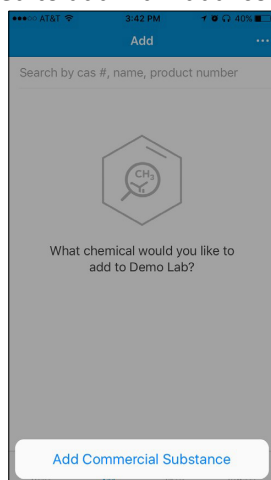 AT&T 3:42 PM 40%
Add
Search by cas #, name, product number
CH3
What chemical would you like to
add to Demo Lab?
Add Commercial Substance